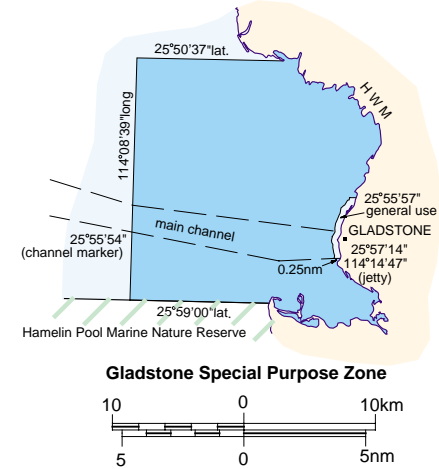 25°50'37"lat.
HWM
114°08'39"long
25°55'57"
general use
GLADSTONE
main channel
25°55'54"
(channel marker)
25°57'14"
114°14'47"
(jetty)
0.25nm
25°59'00"lat.
Hamelin Pool Marine Nature Reserve
Gladstone Special Purpose Zone
10 0 10km
5 0 5nm